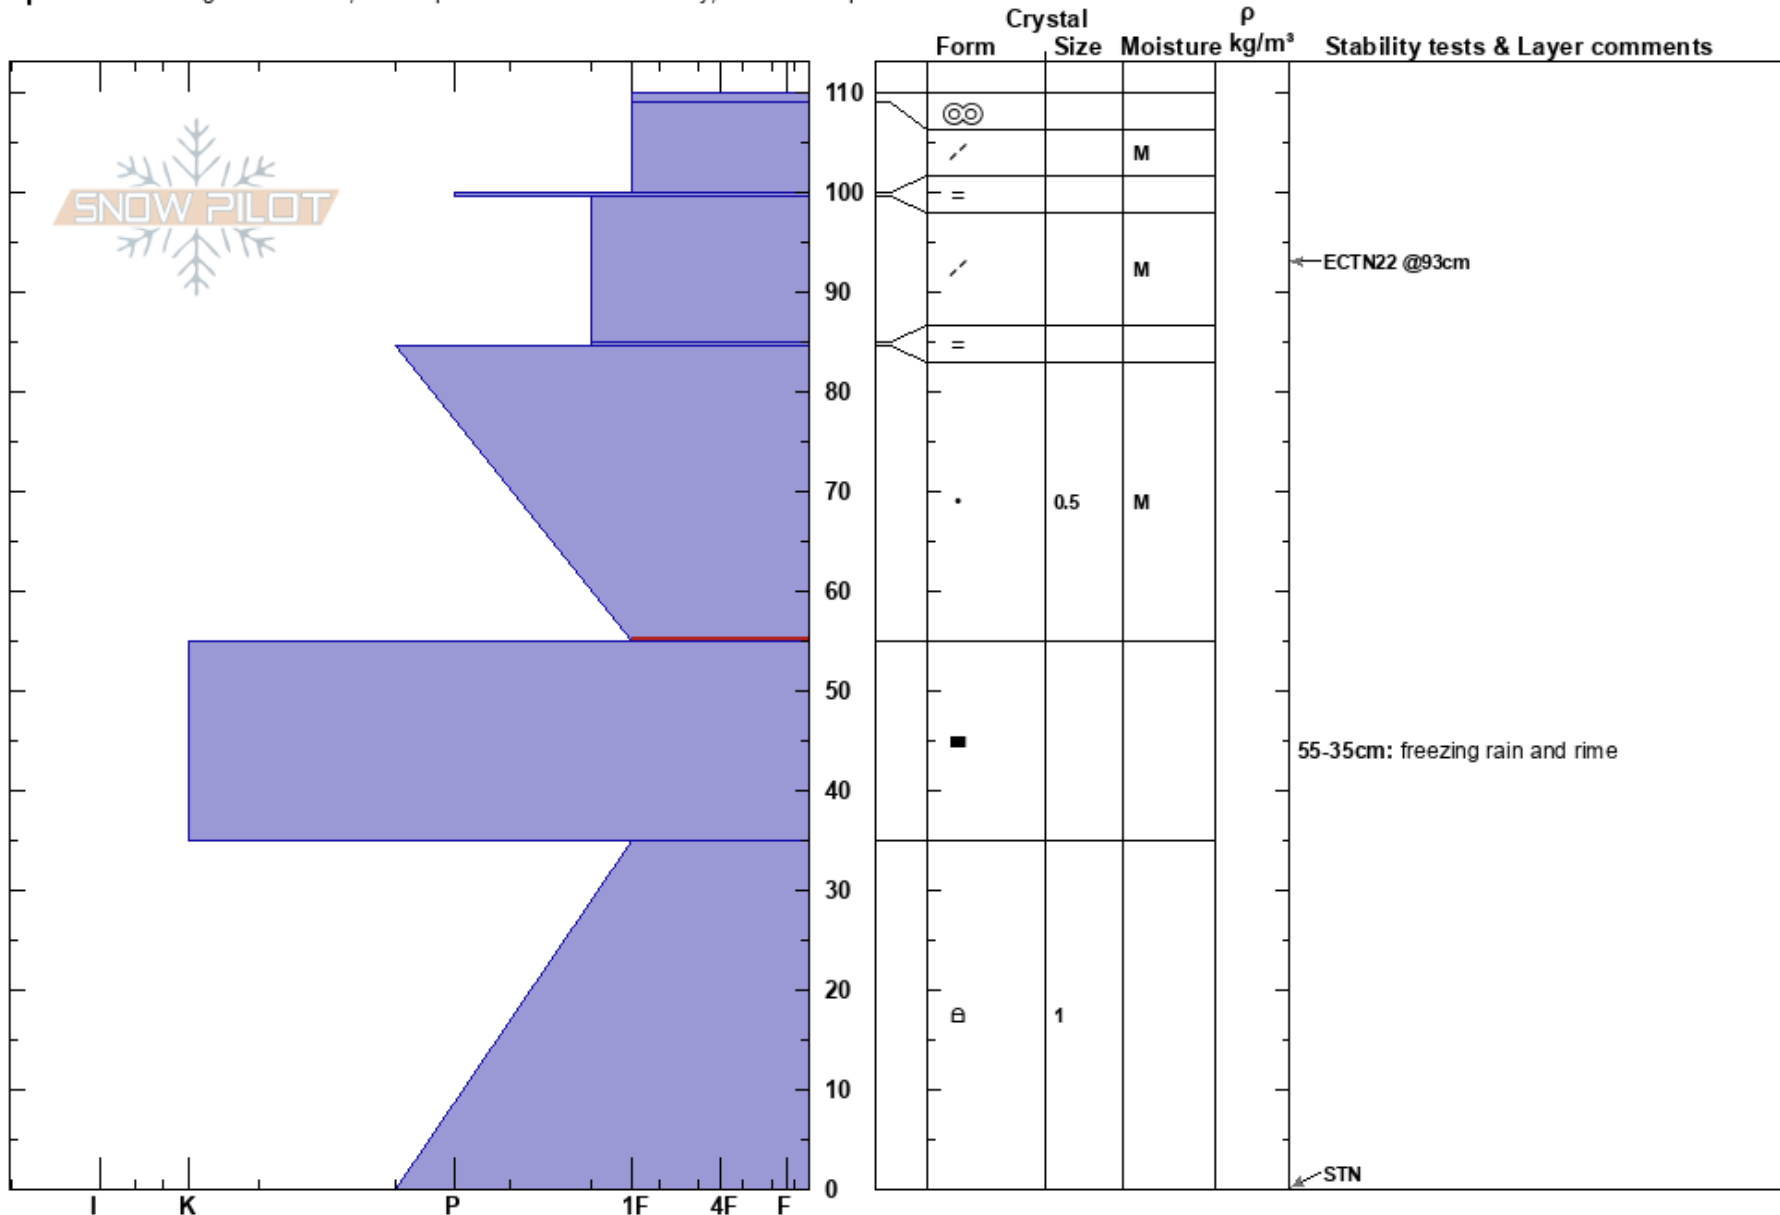 Crystal
ρ
Form Size Moisture kg/m³ Stability tests & Layer comments
SNOW PILOT
110
M
100
=
ECTN22 @93cm
M
90
=
80
70
0.5 M
60
50
55-35cm: freezing rain and rime
40
30
20
1
10
STN
0
I K P 1F 4F F